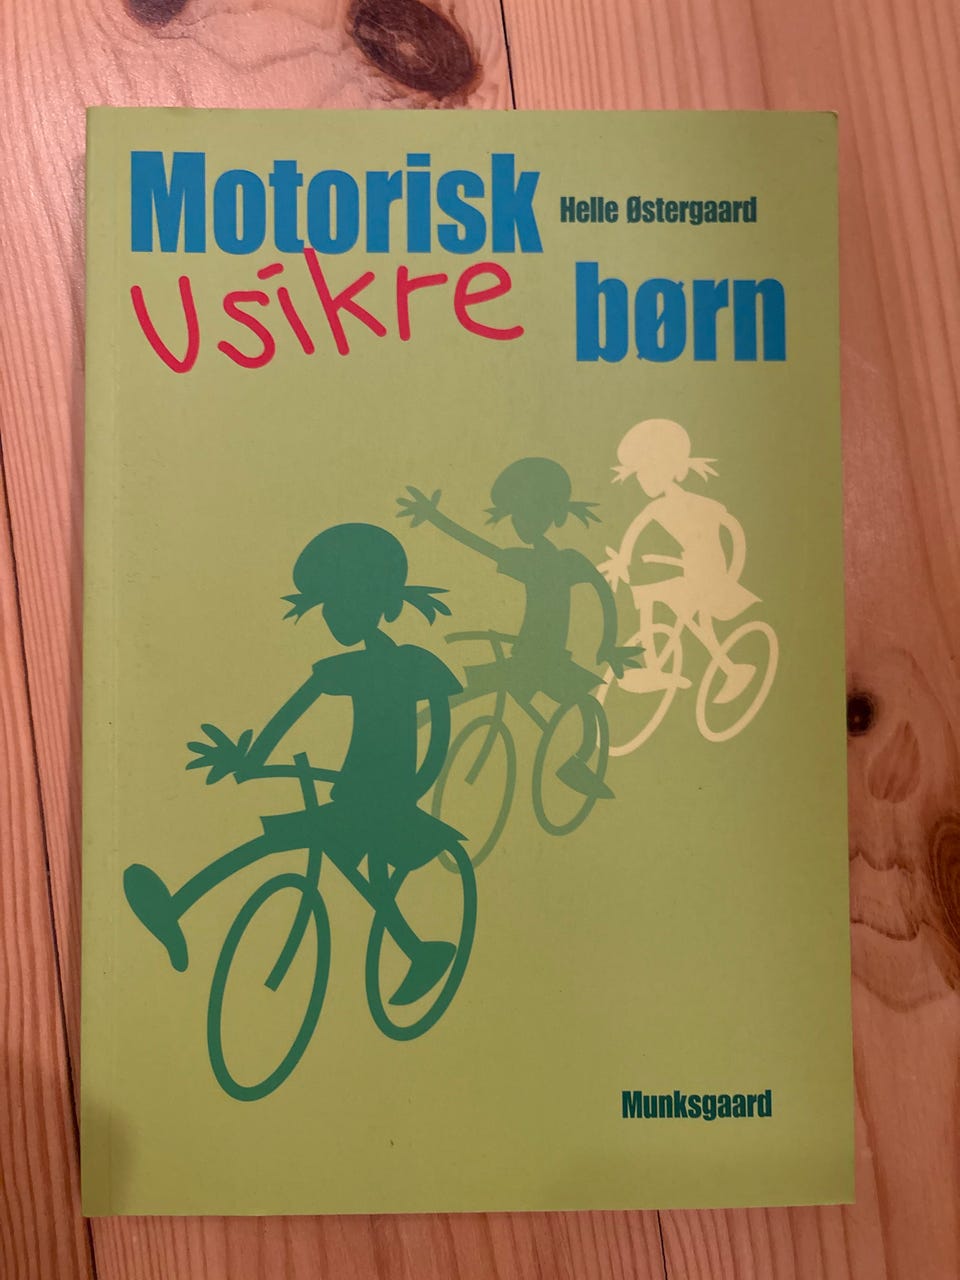 Motorisk
Helle Østergaard
usikre børn
Munksgaard